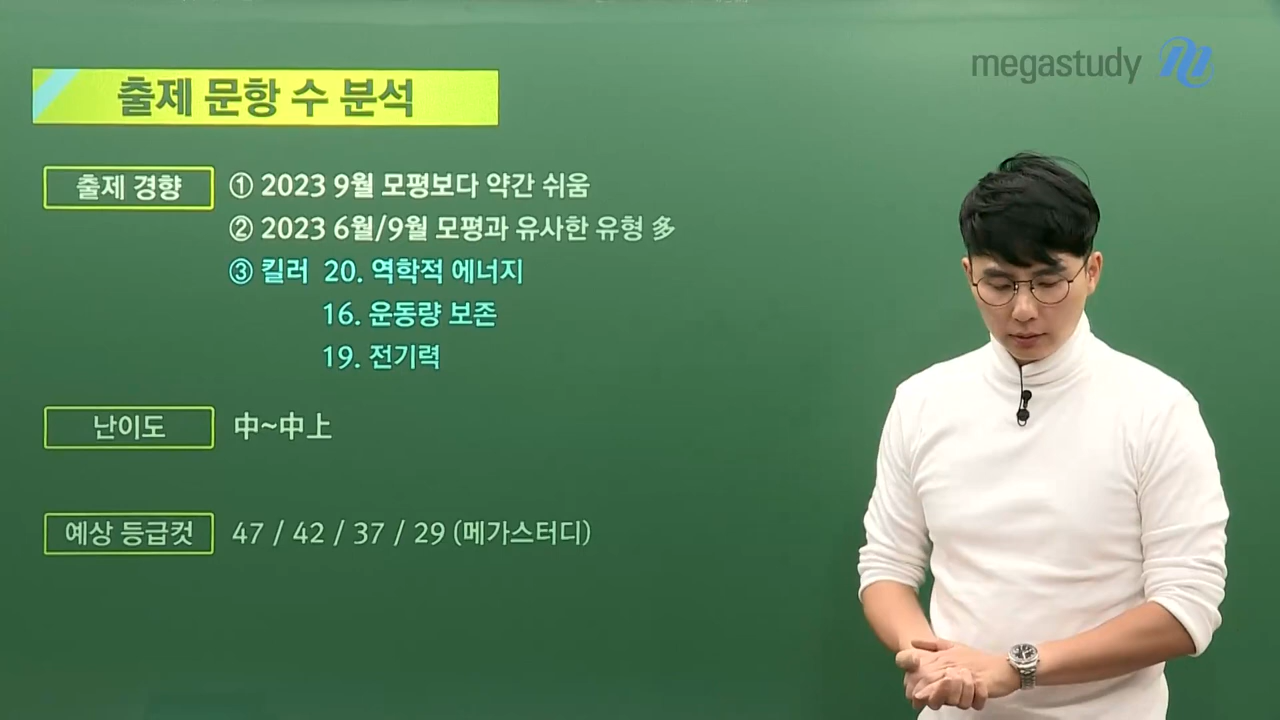 megastudy
출제 문항 수 분석
출제 경향 ① 2023 9월 모평보다 약간 쉬움
② 2023 6월/9월 모평과 유사한 유형 多
③ 킬러 20. 역학적 에너지
16. 운동량 보존
19. 전기력
난이도 中~中上
예상 등급컷 47 / 42 / 37 / 29 (메가스터디)